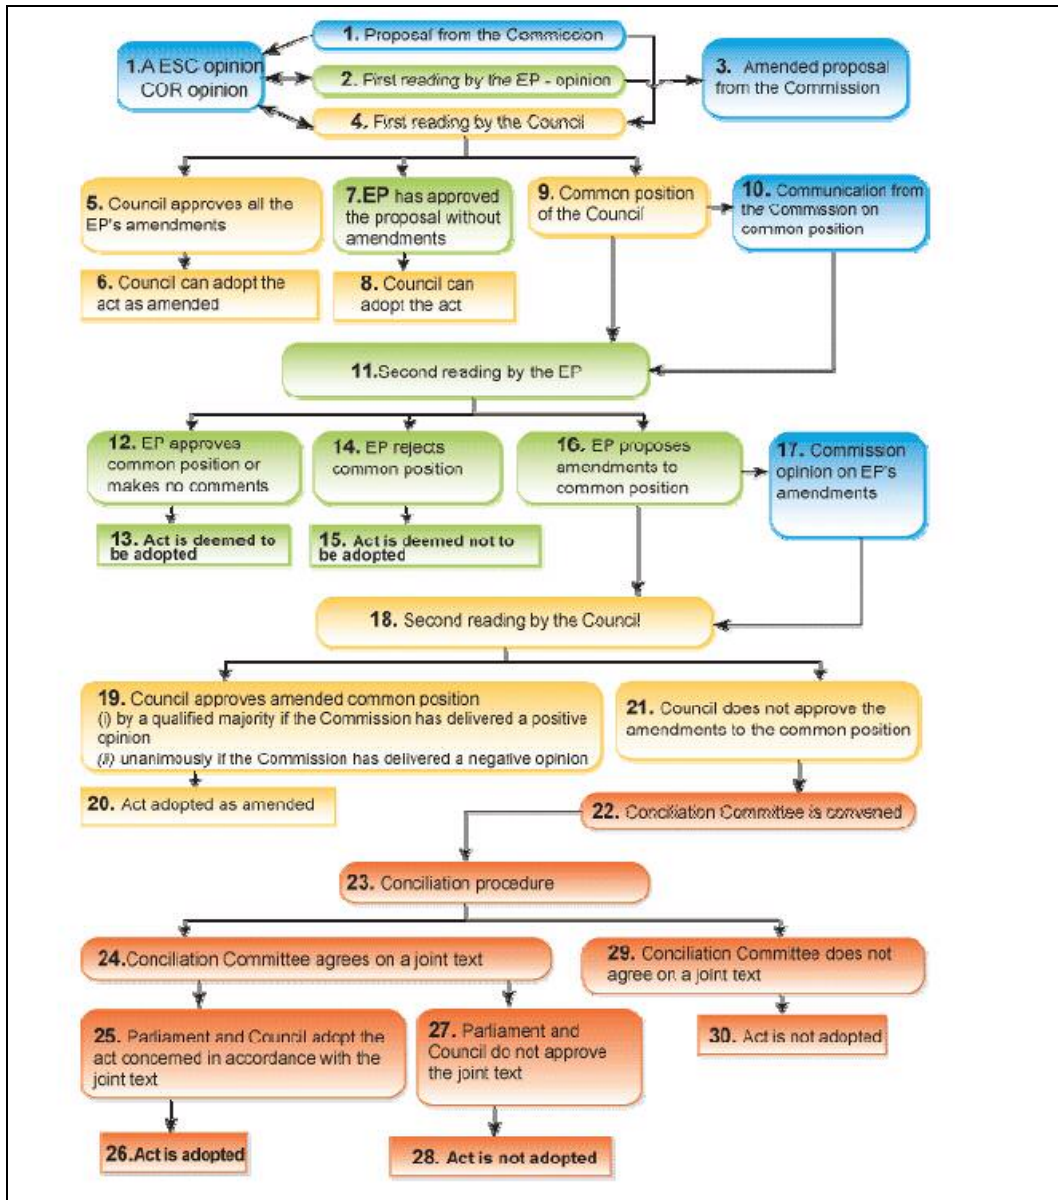 1. Proposal from the Commission
1.A ESC opinion
COR opinion
2. First reading by the EP - opinion
3. Amended proposal
from the Commission
4. First reading by the Council
5. Council approves all the
EP's amendments
6. Council can adopt the
act as amended
7.EP has approved
the proposal without
amendments
8. Council can
adopt the act
9. Common position
of the Council
10. Communication from
the Commission on
common position
11.Second reading by the EP
12. EP approves
common position or
makes no comments
13. Act is deemed to
be adopted
14. EP rejects
common position
15. Act is deemed not to
be adopted
16. EP proposes
amendments to
common position
17. Commission
opinion on EP's
amendments
18. Second reading by the Council
19. Council approves amended common position
(i) by a qualified majority if the Commission has delivered a positive
opinion
(ii) unanimously if the Commission has delivered a negative opinion
20. Act adopted as amended
21. Council does not approve the
amendments to the common position
22. Conciliation Committee is convened
23. Conciliation procedure
24.Conciliation Committee agrees on a joint text
25. Parliament and Council adopt the
act concerned in accordance with the
joint text
26.Act is adopted
27. Parliament and
Council do not approve
the joint text
28. Act is not adopted
29. Conciliation Committee does not
agree on a joint text
30. Act is not adopted